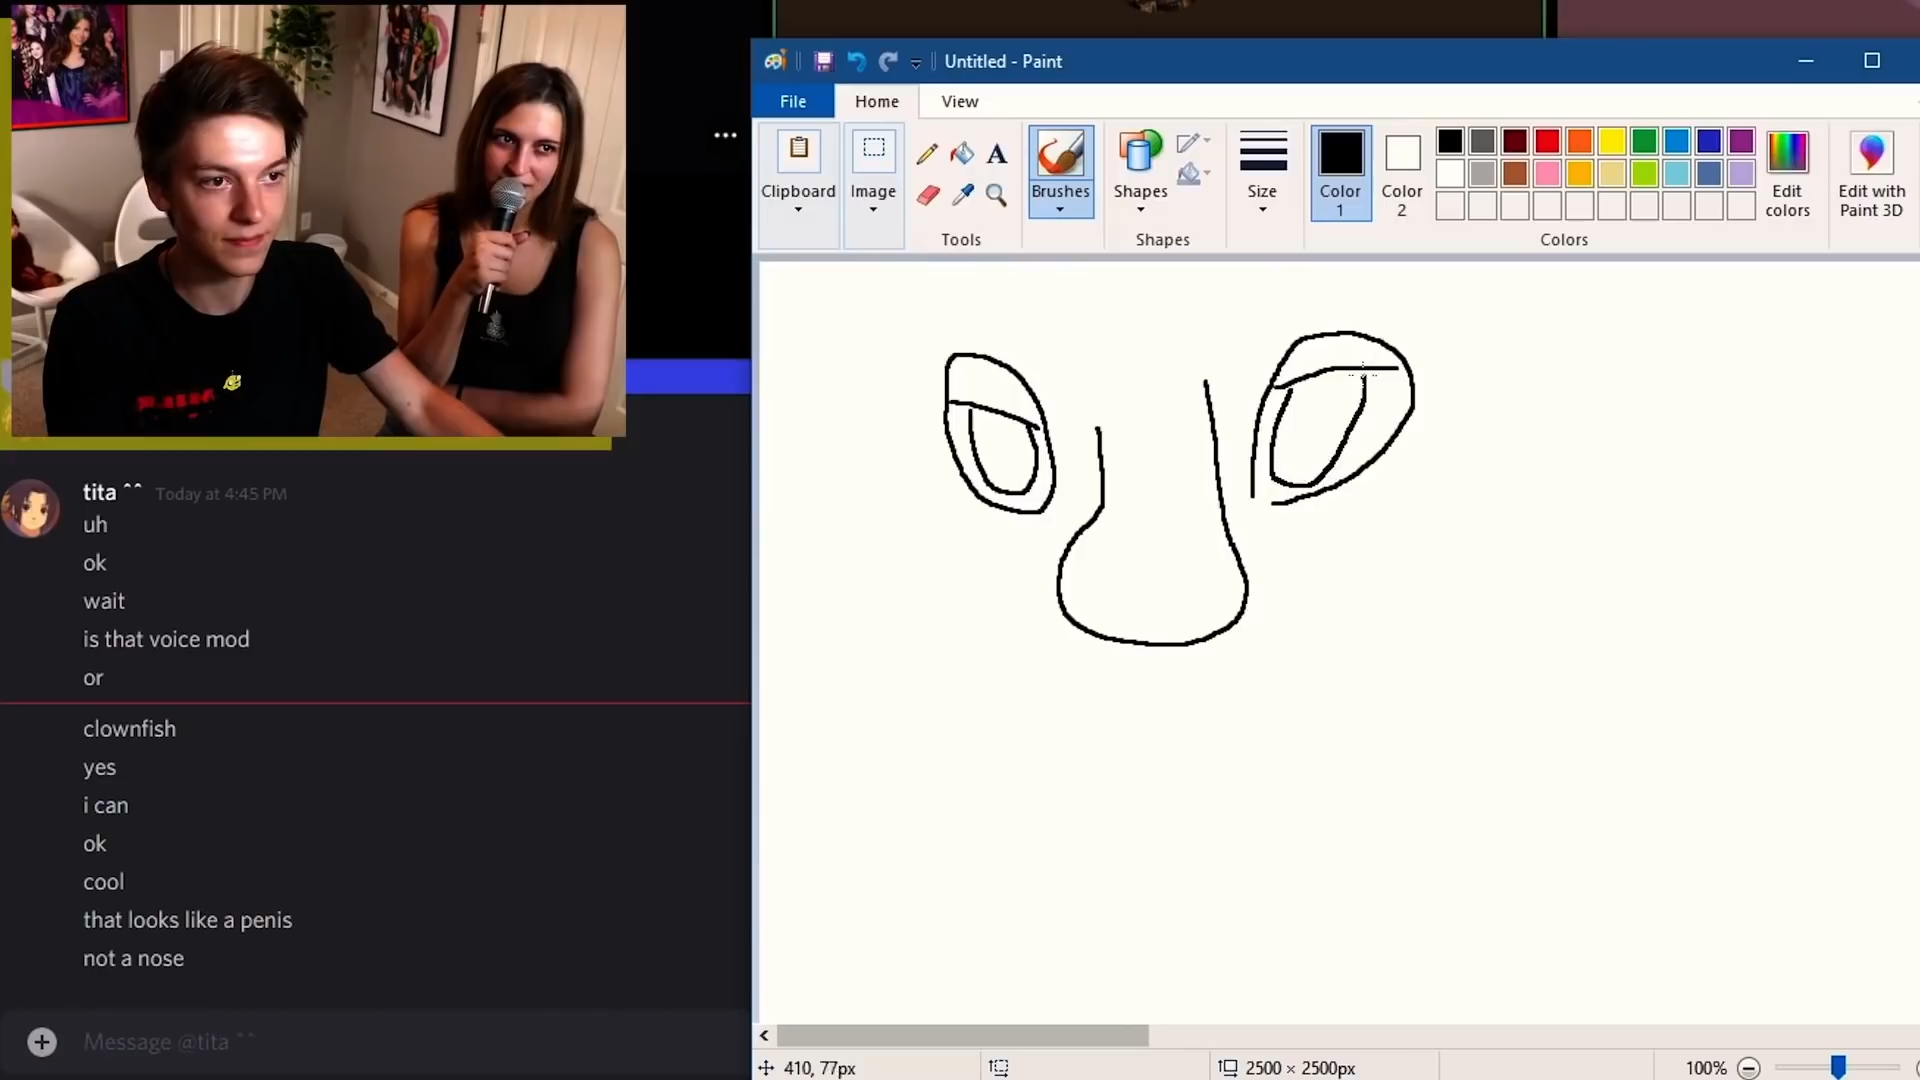 Untitled - Paint
File
Home
View
Clipboard
Image
A
Brushes
Shapes
Size
Color
1
Color
2
Edit
colors
Edit with
Paint 3D
Tools
Shapes
Colors
tita ^^ Today at 4:45 PM
uh
ok
wait
is that voice mod
or
clownfish
yes
i can
ok
cool
that looks like a penis
not a nose
Message @tita ^^
410, 77px
2500 × 2500px
100%